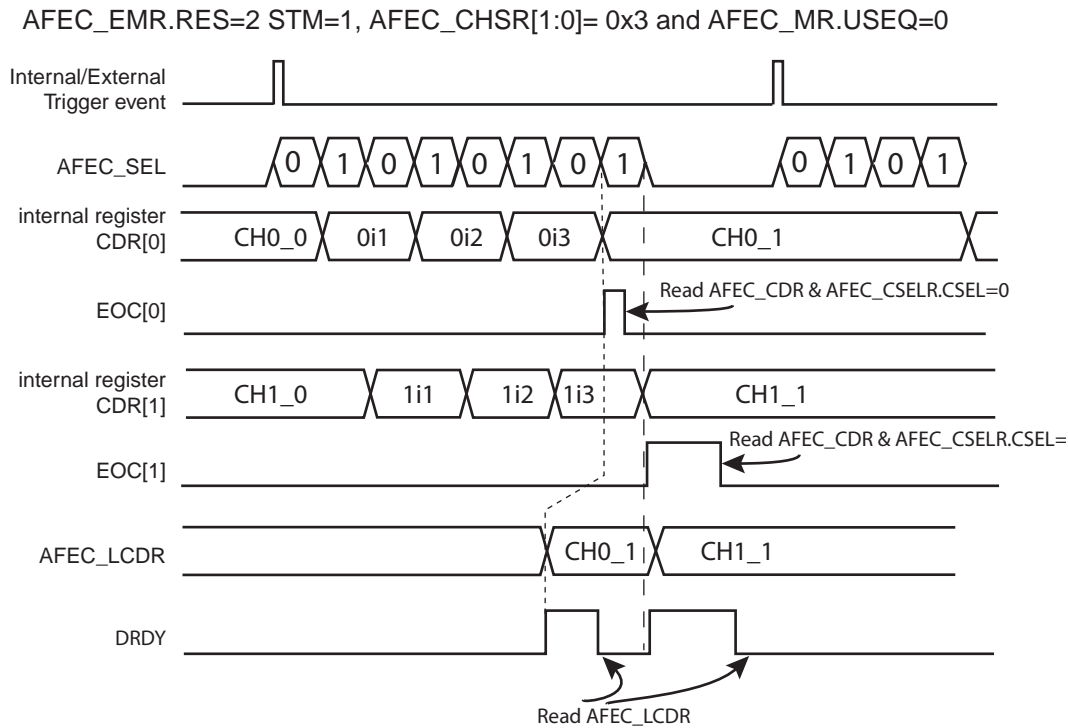 AFEC_EMR.RES=2 STM=1, AFEC_CHSR[1:0]= 0x3 and AFEC_MR.USEQ=0
Internal/External
Trigger event
AFEC_SEL
0 1 0 1 0 1 0 1 0 1 0 1
internal register
CDR[0]
CH0_0 0i1 0i2 0i3 CH0_1
EOC[0]
Read AFEC_CDR & AFEC_CSELR.CSEL=0
internal register
CDR[1]
CH1_0 1i1 1i2 1i3 CH1_1
EOC[1]
Read AFEC_CDR & AFEC_CSELR.CSEL=
AFEC_LCDR
CH0_1 CH1_1
DRDY
Read AFEC_LCDR